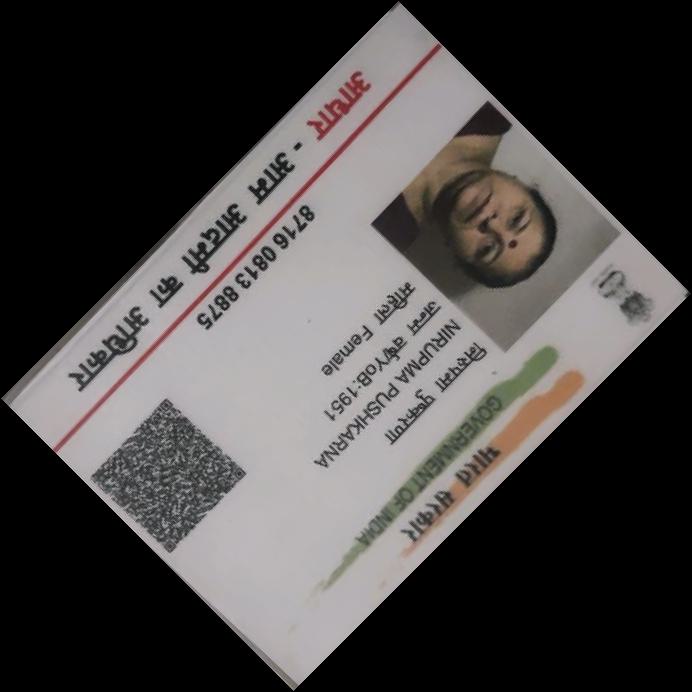 भारत सरकार
GOVERNMENT OF INDIA
निरुपमा पुष्करणा
NIRUPMA PUSHKARNA
जन्म वर्ष/YoB:1951
महिला Female
8716 0813 8875
आधार - आम आदमी का अधिकार